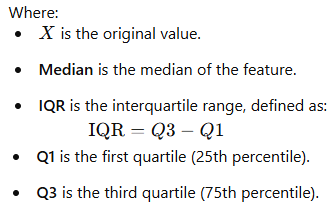 Where:
• X is the original value.
• Median is the median of the feature.
• IQR is the interquartile range, defined as:
IQR = Q3 − Q1
• Q1 is the first quartile (25th percentile).
• Q3 is the third quartile (75th percentile).